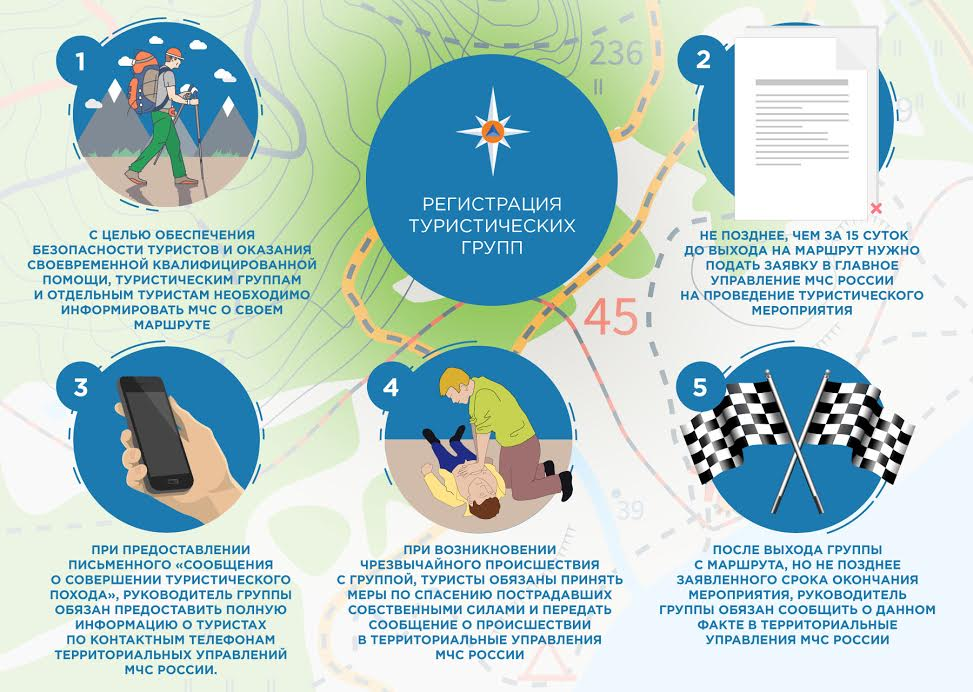 РЕГИСТРАЦИЯ
ТУРИСТИЧЕСКИХ
ГРУПП
1
С ЦЕЛЬЮ ОБЕСПЕЧЕНИЯ
БЕЗОПАСНОСТИ ТУРИСТОВ И ОКАЗАНИЯ
СВОЕВРЕМЕННОЙ КВАЛИФИЦИРОВАННОЙ
ПОМОЩИ, ТУРИСТИЧЕСКИМ ГРУППАМ
И ОТДЕЛЬНЫМ ТУРИСТАМ НЕОБХОДИМО
ИНФОРМИРОВАТЬ МЧС О СВОЕМ
МАРШРУТЕ
2
НЕ ПОЗДНЕЕ, ЧЕМ ЗА 15 СУТОК
ДО ВЫХОДА НА МАРШРУТ НУЖНО
ПОДАТЬ ЗАЯВКУ В ГЛАВНОЕ
УПРАВЛЕНИЕ МЧС РОССИИ
НА ПРОВЕДЕНИЕ ТУРИСТИЧЕСКОГО
МЕРОПРИЯТИЯ
3
ПРИ ПРЕДОСТАВЛЕНИИ
ПИСЬМЕННОГО «СООБЩЕНИЯ
О СОВЕРШЕНИИ ТУРИСТИЧЕСКОГО
ПОХОДА», РУКОВОДИТЕЛЬ ГРУППЫ
ОБЯЗАН ПРЕДОСТАВИТЬ ПОЛНУЮ
ИНФОРМАЦИЮ О ТУРИСТАХ
ПО КОНТАКТНЫМ ТЕЛЕФОНАМ
ТЕРРИТОРИАЛЬНЫХ УПРАВЛЕНИЙ
МЧС РОССИИ.
4
ПРИ ВОЗНИКНОВЕНИИ
ЧРЕЗВЫЧАЙНОГО ПРОИСШЕСТВИЯ
С ГРУППОЙ, ТУРИСТЫ ОБЯЗАНЫ ПРИНЯТЬ
МЕРЫ ПО СПАСЕНИЮ ПОСТРАДАВШИХ
СОБСТВЕННЫМИ СИЛАМИ И ПЕРЕДАТЬ
СООБЩЕНИЕ О ПРОИСШЕСТВИИ
В ТЕРРИТОРИАЛЬНЫЕ УПРАВЛЕНИЯ
МЧС РОССИИ
5
ПОСЛЕ ВЫХОДА ГРУППЫ
С МАРШРУТА, НО НЕ ПОЗДНЕЕ
ЗАЯВЛЕННОГО СРОКА ОКОНЧАНИЯ
МЕРОПРИЯТИЯ, РУКОВОДИТЕЛЬ
ГРУППЫ ОБЯЗАН СООБЩИТЬ О ДАННОМ
ФАКТЕ В ТЕРРИТОРИАЛЬНЫЕ
УПРАВЛЕНИЯ МЧС РОССИИ
236
45
39